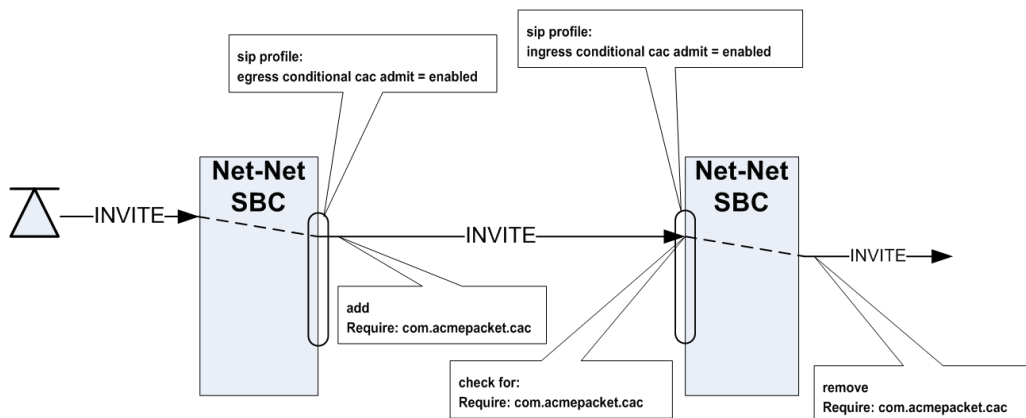 sip profile:
egress conditional cac admit = enabled
sip profile:
ingress conditional cac admit = enabled
Net-Net
SBC
Net-Net
SBC
INVITE
INVITE
INVITE
add
Require: com.acmepacket.cac
check for:
Require: com.acmepacket.cac
remove
Require: com.acmepacket.cac